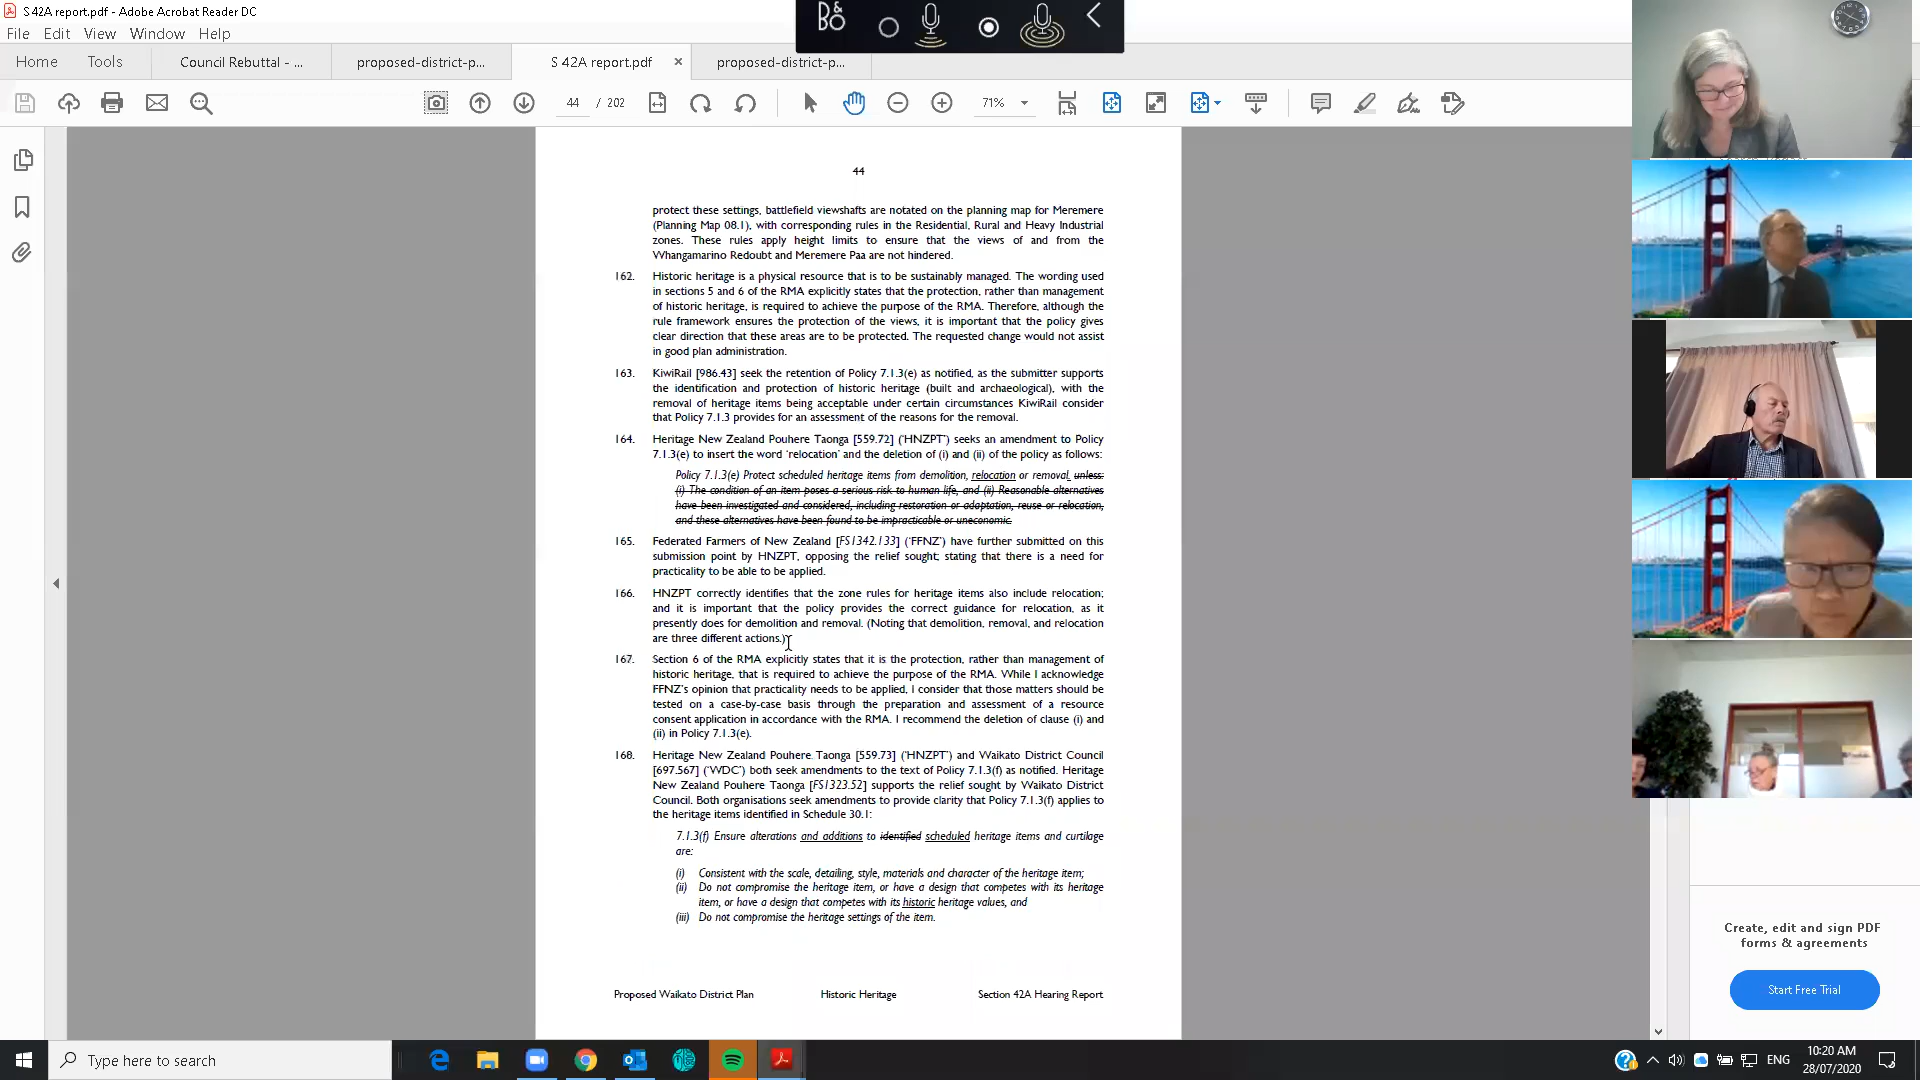 S 42A report.pdf - Adobe Acrobat Reader DC
File Edit View Window Help
Home Tools Council Rebuttal - ... proposed-district-p... S 42A report.pdf × proposed-district-p...
44 / 202 71%
44
protect these settings, battlefield viewshafts are notated on the planning map for Meremere
(Planning Map 08.1), with corresponding rules in the Residential, Rural and Heavy Industrial
zones. These rules apply height limits to ensure that the views of and from the
Whangamarino Redoubt and Meremere Paa are not hindered.
162. Historic heritage is a physical resource that is to be sustainably managed. The wording used
in sections 5 and 6 of the RMA explicitly states that the protection, rather than management
of historic heritage, is required to achieve the purpose of the RMA. Therefore, although the
rule framework ensures the protection of the views, it is important that the policy gives
clear direction that these areas are to be protected. The requested change would not assist
in good plan administration.
163. KiwiRail [986.43] seek the retention of Policy 7.1.3(e) as notified, as the submitter supports
the identification and protection of historic heritage (built and archaeological), with the
removal of heritage items being acceptable under certain circumstances KiwiRail consider
that Policy 7.1.3 provides for an assessment of the reasons for the removal.
164. Heritage New Zealand Pouhere Taonga [559.72] ('HNZPT') seeks an amendment to Policy
7.1.3(e) to insert the word 'relocation' and the deletion of (i) and (ii) of the policy as follows:
Policy 7.1.3(e) Protect scheduled heritage items from demolition, relocation or removal. unless:
(i) The condition of an item poses a serious risk to human life, and (ii) Reasonable alternatives
have been investigated and considered, including restoration or adaptation, reuse or relocation,
and these alternatives have been found to be impracticable or uneconomic.
165. Federated Farmers of New Zealand [FS1342.133] ('FFNZ') have further submitted on this
submission point by HNZPT, opposing the relief sought; stating that there is a need for
practicality to be able to be applied.
166. HNZPT correctly identifies that the zone rules for heritage items also include relocation;
and it is important that the policy provides the correct guidance for relocation, as it
presently does for demolition and removal. (Noting that demolition, removal, and relocation
are three different actions.)
167. Section 6 of the RMA explicitly states that it is the protection, rather than management of
historic heritage, that is required to achieve the purpose of the RMA. While I acknowledge
FFNZ's opinion that practicality needs to be applied, I consider that those matters should be
tested on a case-by-case basis through the preparation and assessment of a resource
consent application in accordance with the RMA. I recommend the deletion of clause (i) and
(ii) in Policy 7.1.3(e).
168. Heritage New Zealand Pouhere Taonga [559.73] ('HNZPT') and Waikato District Council
[697.567] ('WDC') both seek amendments to the text of Policy 7.1.3(f) as notified. Heritage
New Zealand Pouhere Taonga [FS1323.52] supports the relief sought by Waikato District
Council. Both organisations seek amendments to provide clarity that Policy 7.1.3(f) applies to
the heritage items identified in Schedule 30.1:
7.1.3(f) Ensure alterations and additions to identified scheduled heritage items and curtilage
are:
(i) Consistent with the scale, detailing, style, materials and character of the heritage item;
(ii) Do not compromise the heritage item, or have a design that competes with its heritage
item, or have a design that competes with its historic heritage values, and
(iii) Do not compromise the heritage settings of the item.
Proposed Waikato District Plan Historic Heritage Section 42A Hearing Report
Create, edit and sign PDF
forms & agreements
Start Free Trial
Type here to search
ENG
10:20 AM
28/07/2020